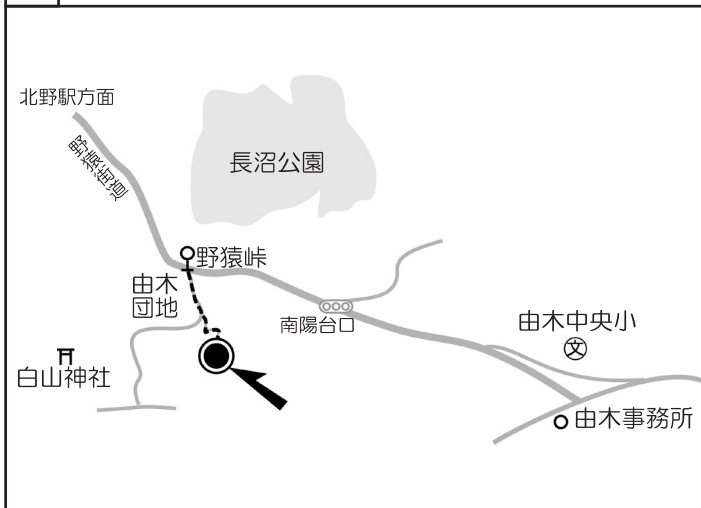 北野駅方面
野猿街道
長沼公園
野猿峠
由木
団地
南陽台口
由木中央小
文
白山神社
由木事務所